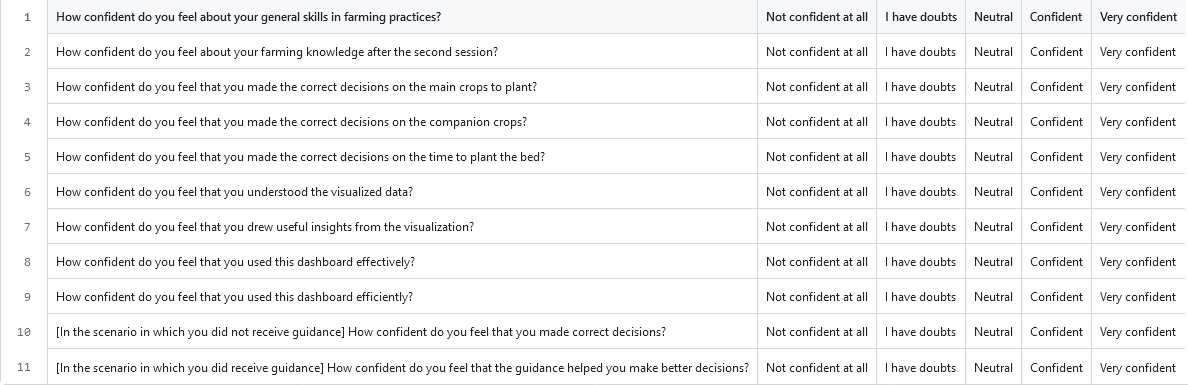 1 How confident do you feel about your general skills in farming practices? Not confident at all I have doubts Neutral Confident Very confident
2 How confident do you feel about your farming knowledge after the second session? Not confident at all I have doubts Neutral Confident Very confident
3 How confident do you feel that you made the correct decisions on the main crops to plant? Not confident at all I have doubts Neutral Confident Very confident
4 How confident do you feel that you made the correct decisions on the companion crops? Not confident at all I have doubts Neutral Confident Very confident
5 How confident do you feel that you made the correct decisions on the time to plant the bed? Not confident at all I have doubts Neutral Confident Very confident
6 How confident do you feel that you understood the visualized data? Not confident at all I have doubts Neutral Confident Very confident
7 How confident do you feel that you drew useful insights from the visualization? Not confident at all I have doubts Neutral Confident Very confident
8 How confident do you feel that you used this dashboard effectively? Not confident at all I have doubts Neutral Confident Very confident
9 How confident do you feel that you used this dashboard efficiently? Not confident at all I have doubts Neutral Confident Very confident
10 [In the scenario in which you did not receive guidance] How confident do you feel that you made correct decisions? Not confident at all I have doubts Neutral Confident Very confident
11 [In the scenario in which you did receive guidance] How confident do you feel that the guidance helped you make better decisions? Not confident at all I have doubts Neutral Confident Very confident